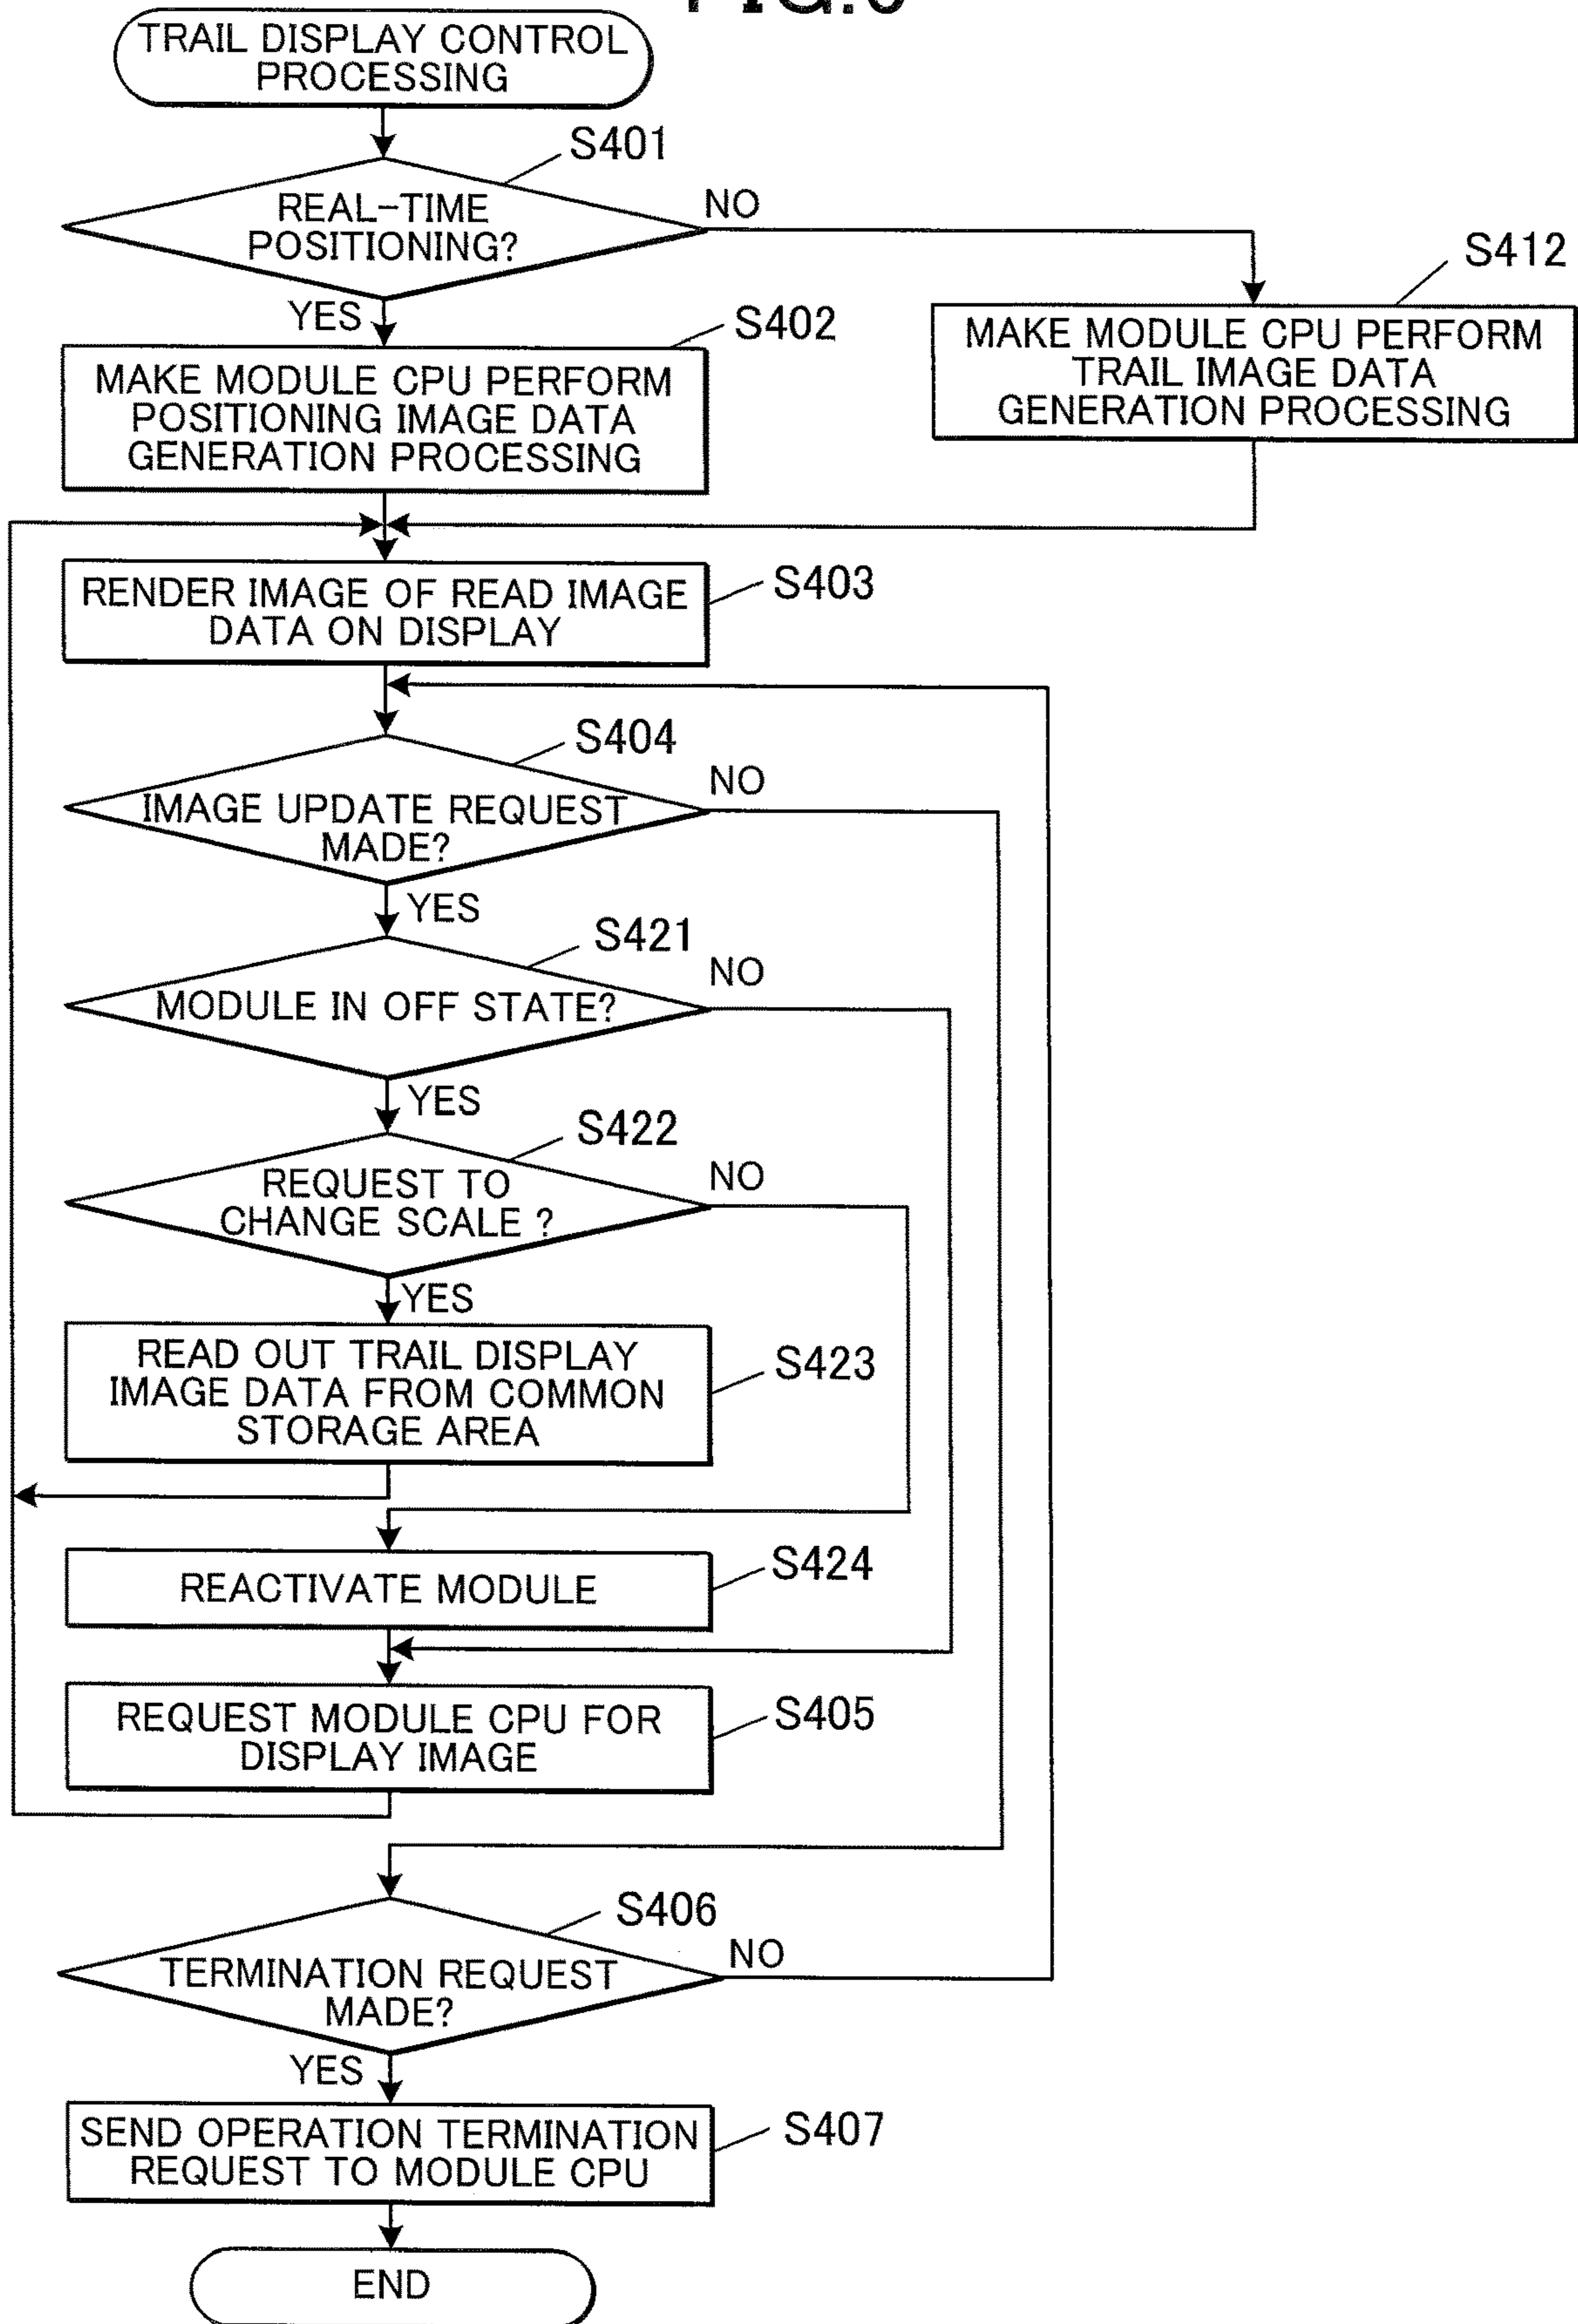 TRAIL DISPLAY CONTROL
PROCESSING
S401
REAL-TIME
POSITIONING?
NO
YES
S412
MAKE MODULE CPU PERFORM
TRAIL IMAGE DATA
GENERATION PROCESSING
S402
MAKE MODULE CPU PERFORM
POSITIONING IMAGE DATA
GENERATION PROCESSING
S403
RENDER IMAGE OF READ IMAGE
DATA ON DISPLAY
S404
IMAGE UPDATE REQUEST
MADE?
NO
YES
S421
MODULE IN OFF STATE?
NO
YES
S422
REQUEST TO
CHANGE SCALE ?
NO
YES
S423
READ OUT TRAIL DISPLAY
IMAGE DATA FROM COMMON
STORAGE AREA
S424
REACTIVATE MODULE
S405
REQUEST MODULE CPU FOR
DISPLAY IMAGE
S406
TERMINATION REQUEST
MADE?
NO
YES
S407
SEND OPERATION TERMINATION
REQUEST TO MODULE CPU
END